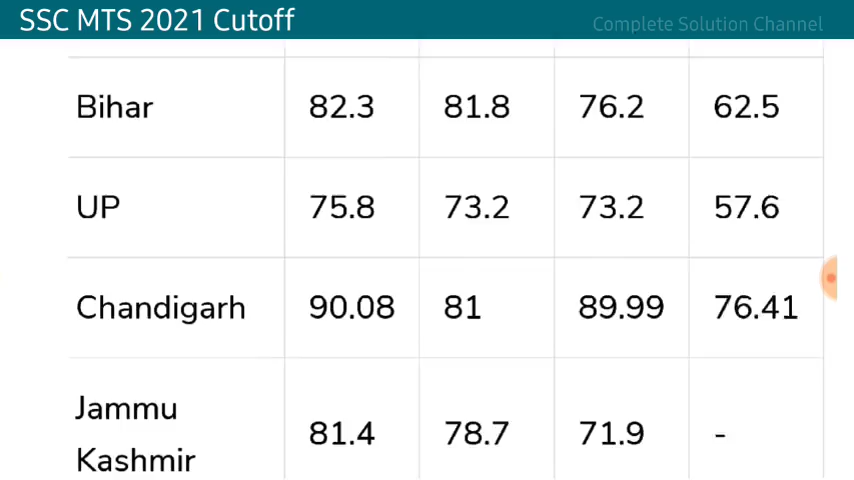 SSC MTS 2021 Cutoff
Complete Solution Channel
Bihar 82.3 81.8 76.2 62.5
UP 75.8 73.2 73.2 57.6
Chandigarh 90.08 81 89.99 76.41
Jammu
Kashmir 81.4 78.7 71.9 -